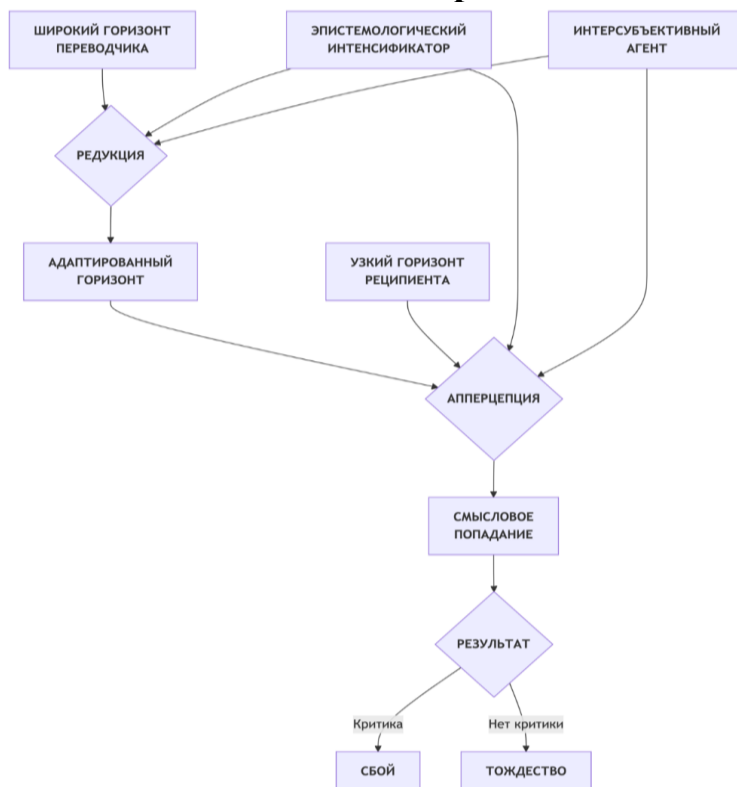 ШИРОКИЙ ГОРИЗОНТ
ПЕРЕВОДЧИКА
ЭПИСТЕМОЛОГИЧЕСКИЙ
ИНТЕНСИФИКАТОР
ИНТЕРСУБЪЕКТИВНЫЙ
АГЕНТ
РЕДУКЦИЯ
АДАПТИРОВАННЫЙ
ГОРИЗОНТ
УЗКИЙ ГОРИЗОНТ
РЕЦИПИЕНТА
АППЕРЦЕПЦИЯ
СМЫСЛОВОЕ
ПОПАДАНИЕ
РЕЗУЛЬТАТ
Критика
Нет критики
СБОЙ
ТОЖДЕСТВО